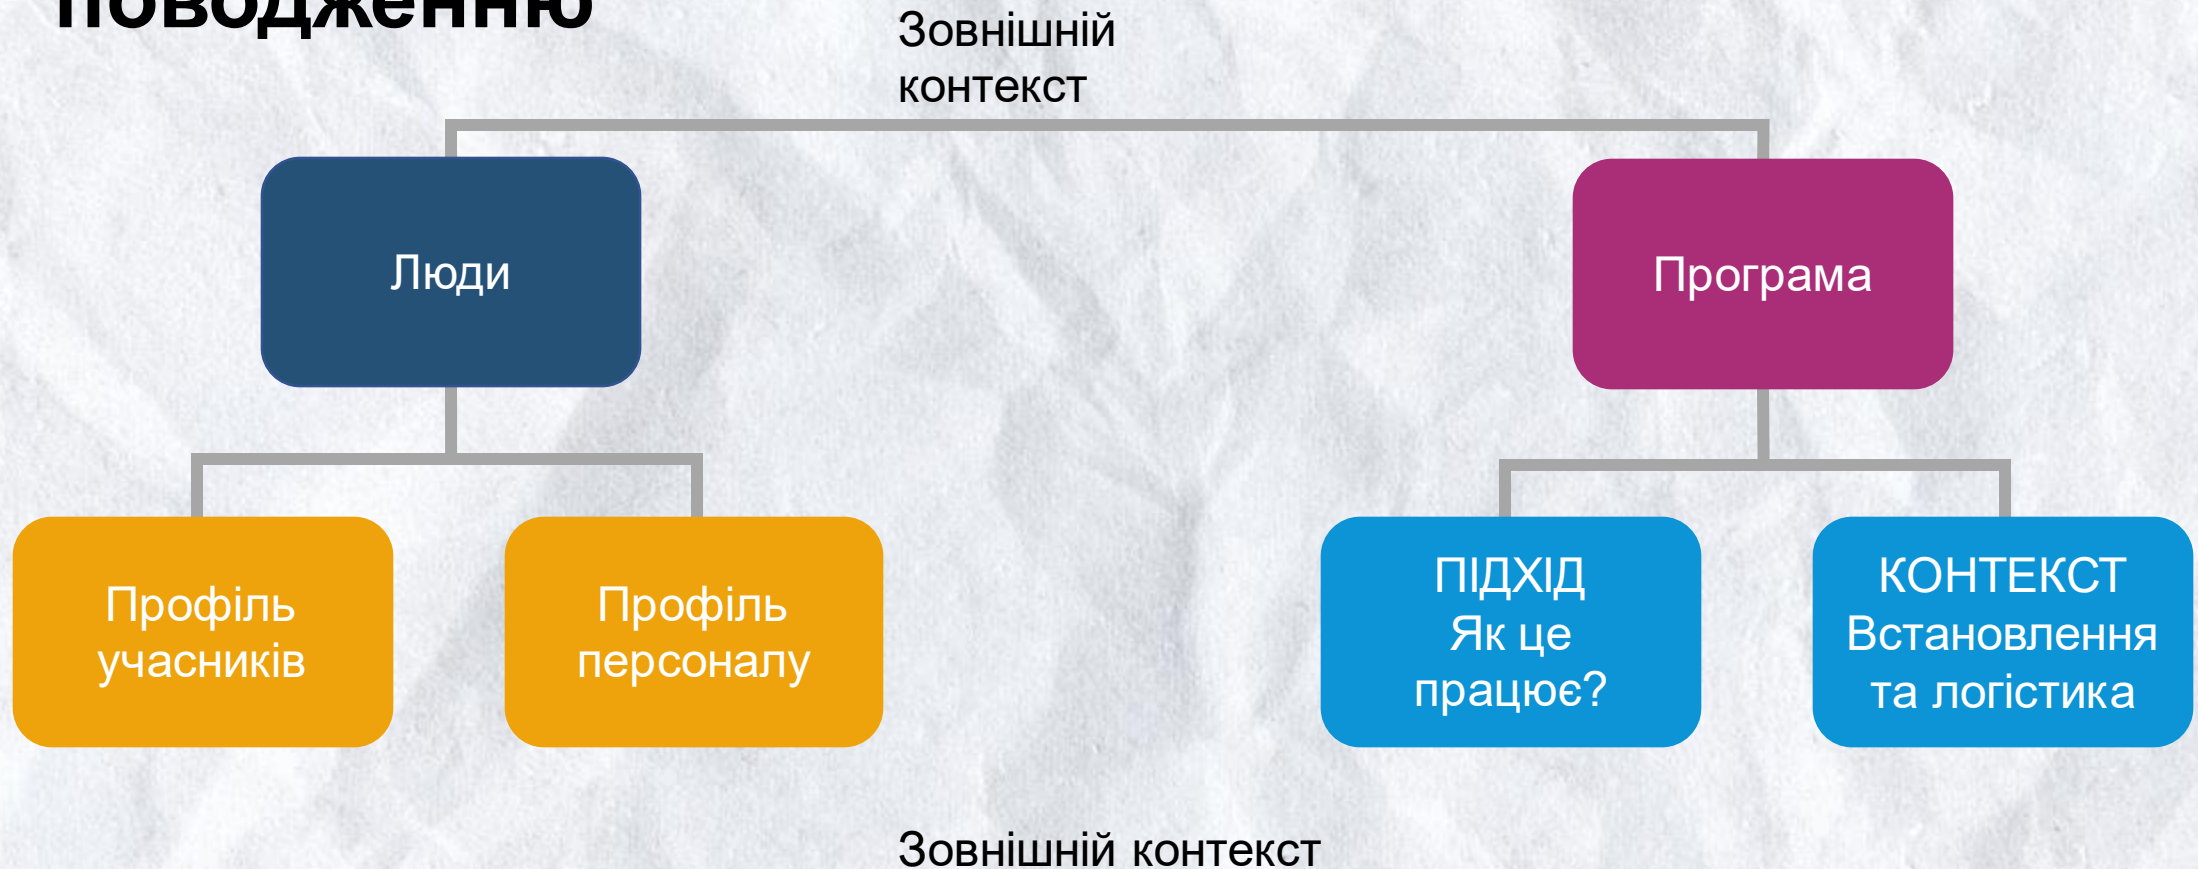 поводженню
Зовнішній
контекст
Люди
Програма
Профіль
учасників
Профіль
персоналу
ПІДХІД
Як це
працює?
КОНТЕКСТ
Встановлення
та логістика
Зовнішній контекст